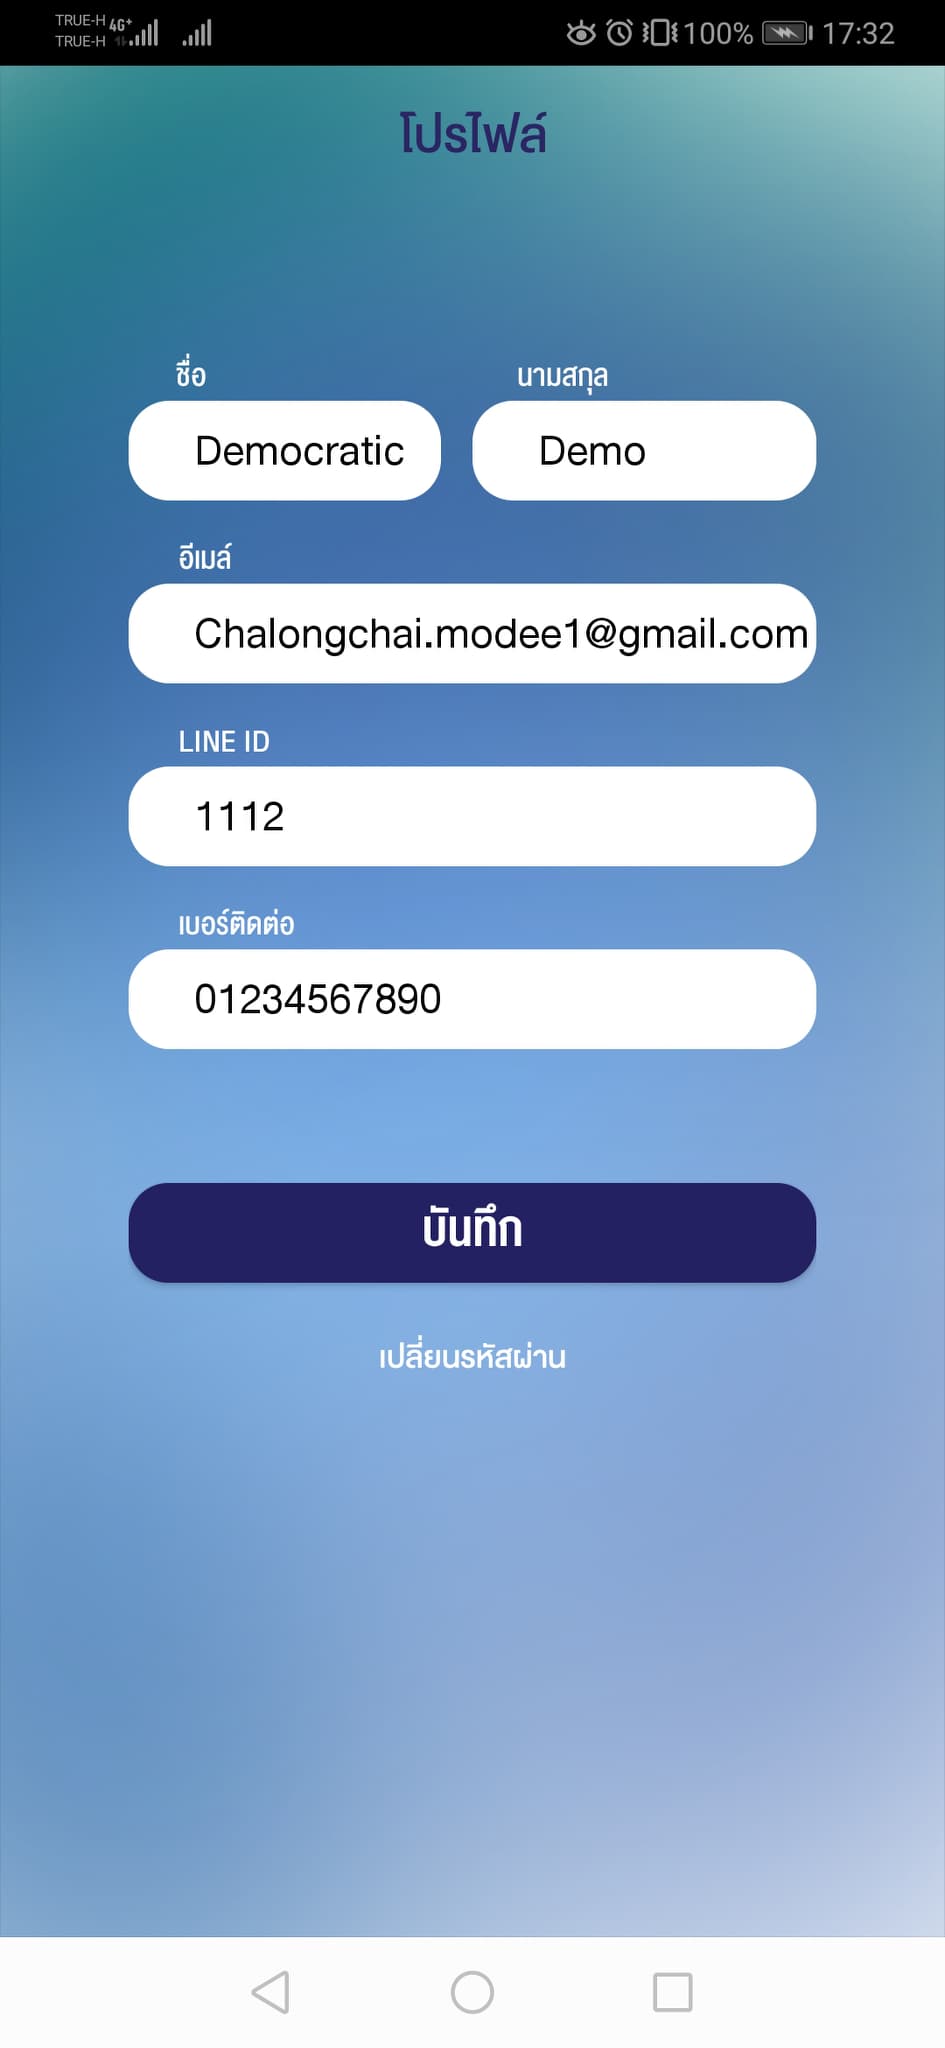 TRUE-H 4G+
TRUE-H
100% 17:32
โปรไฟล์
ชื่อ นามสกุล
Democratic Demo
อีเมล์
Chalongchai.modee1@gmail.com
LINE ID
1112
เบอร์ติดต่อ
01234567890
บันทึก
เปลี่ยนรหัสผ่าน